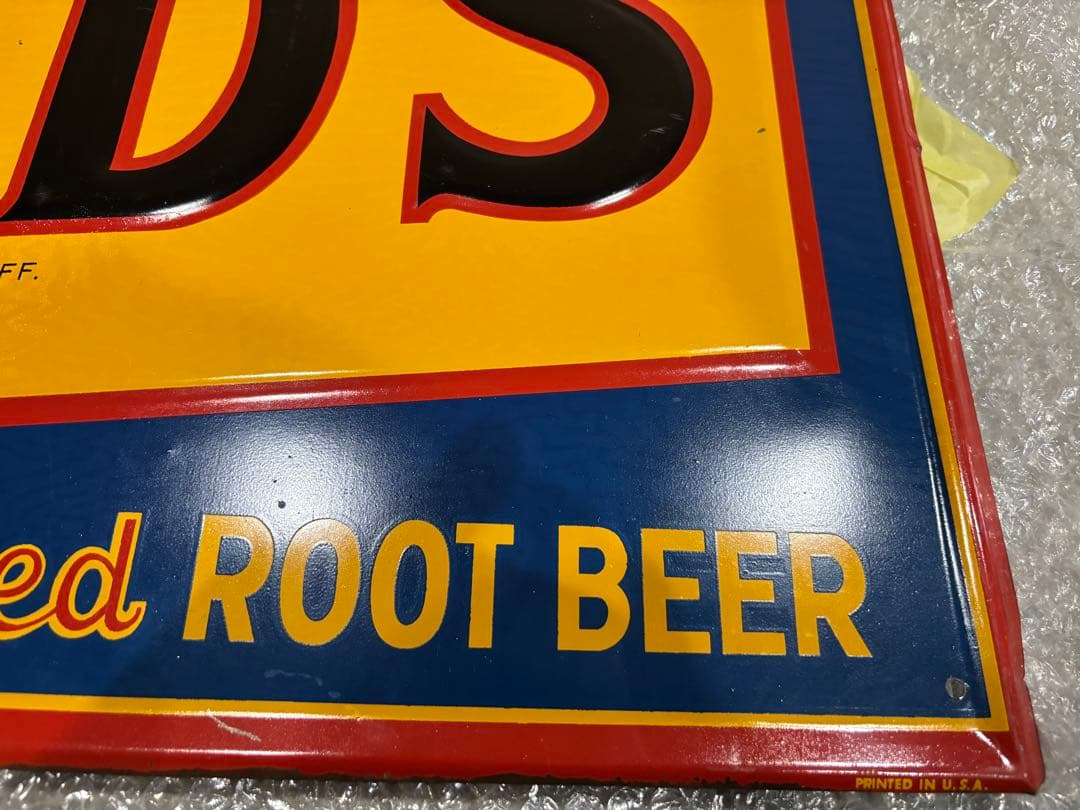 DS
FF.
ed ROOT BEER
PRINTED IN U.S.A.